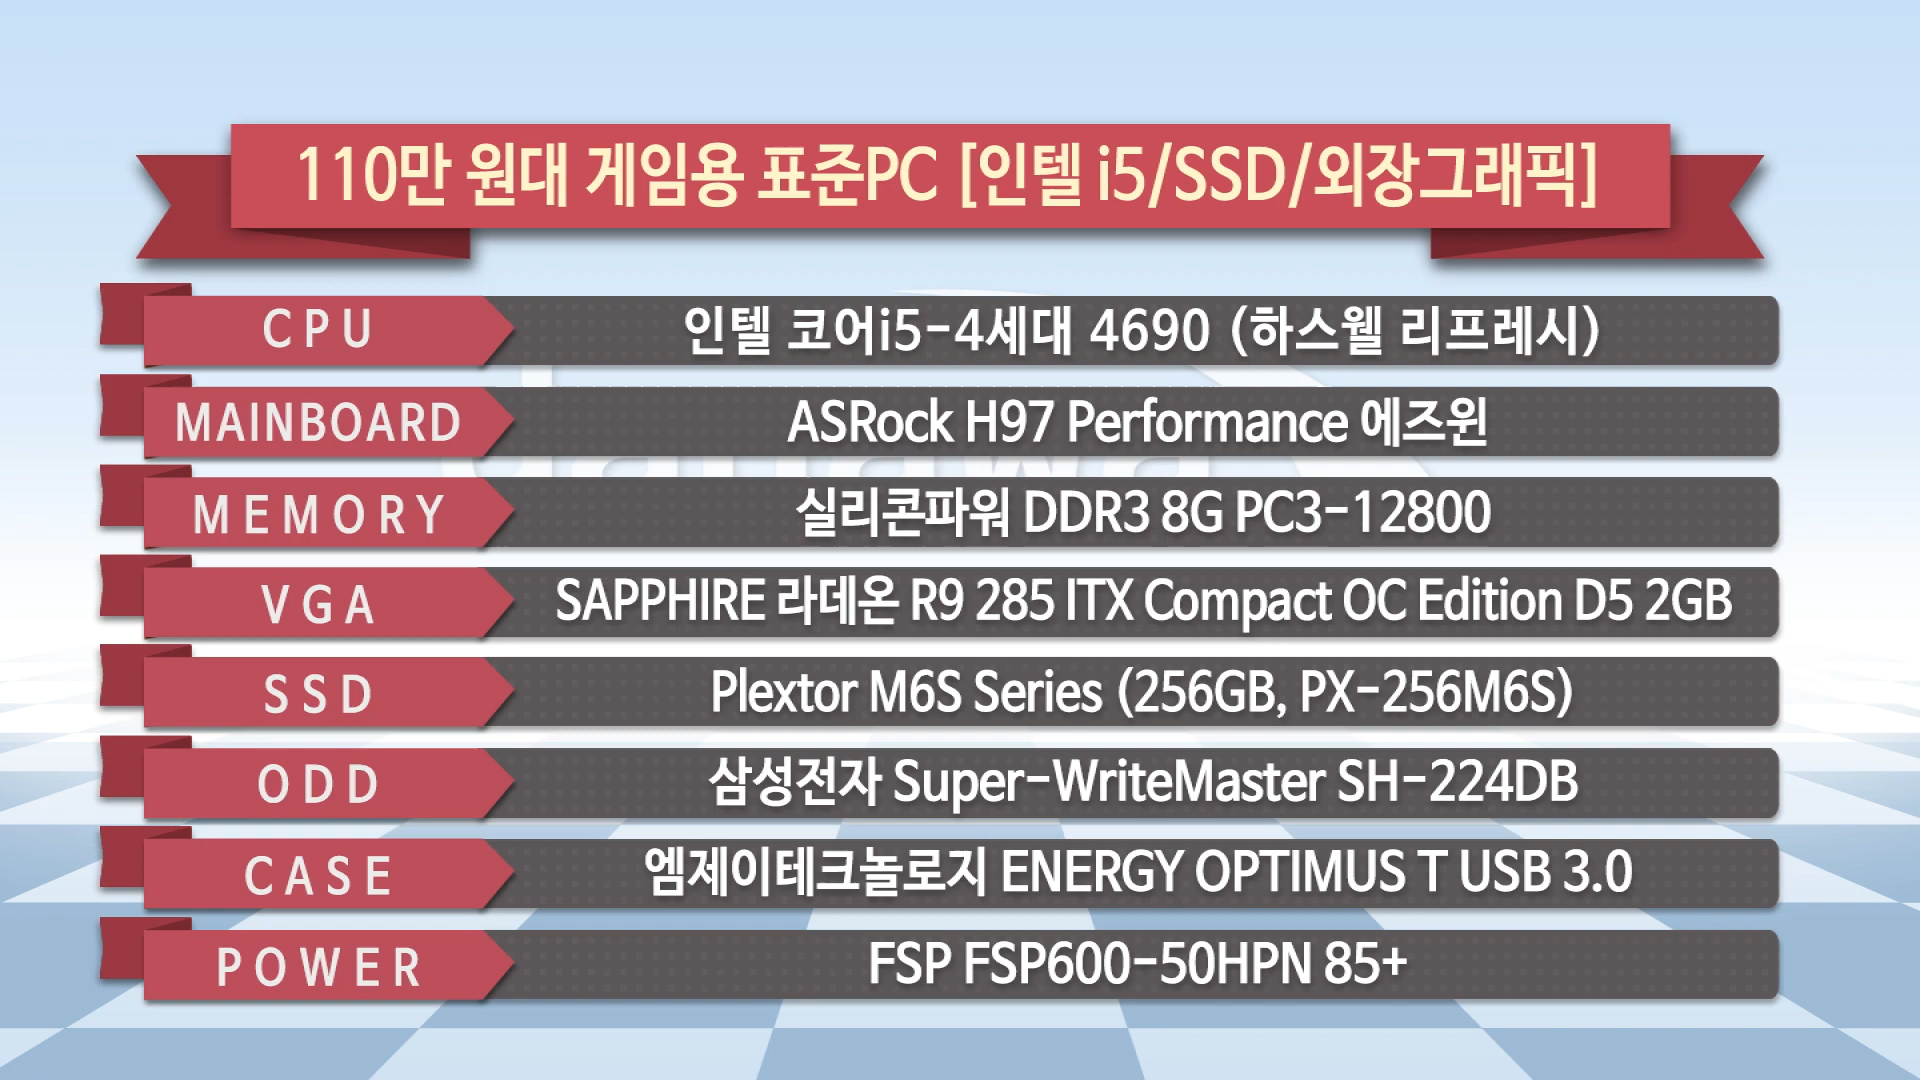 110만 원대 게임용 표준PC [인텔 i5/SSD/외장그래픽]
CPU 인텔 코어i5-4세대 4690 (하스웰 리프레시)
MAINBOARD ASRock H97 Performance 에즈윈
MEMORY 실리콘파워 DDR3 8G PC3-12800
VGA SAPPHIRE 라데온 R9 285 ITX Compact OC Edition D5 2GB
SSD Plextor M6S Series (256GB, PX-256M6S)
ODD 삼성전자 Super-WriteMaster SH-224DB
CASE 엠제이테크놀로지 ENERGY OPTIMUS T USB 3.0
POWER FSP FSP600-50HPN 85+